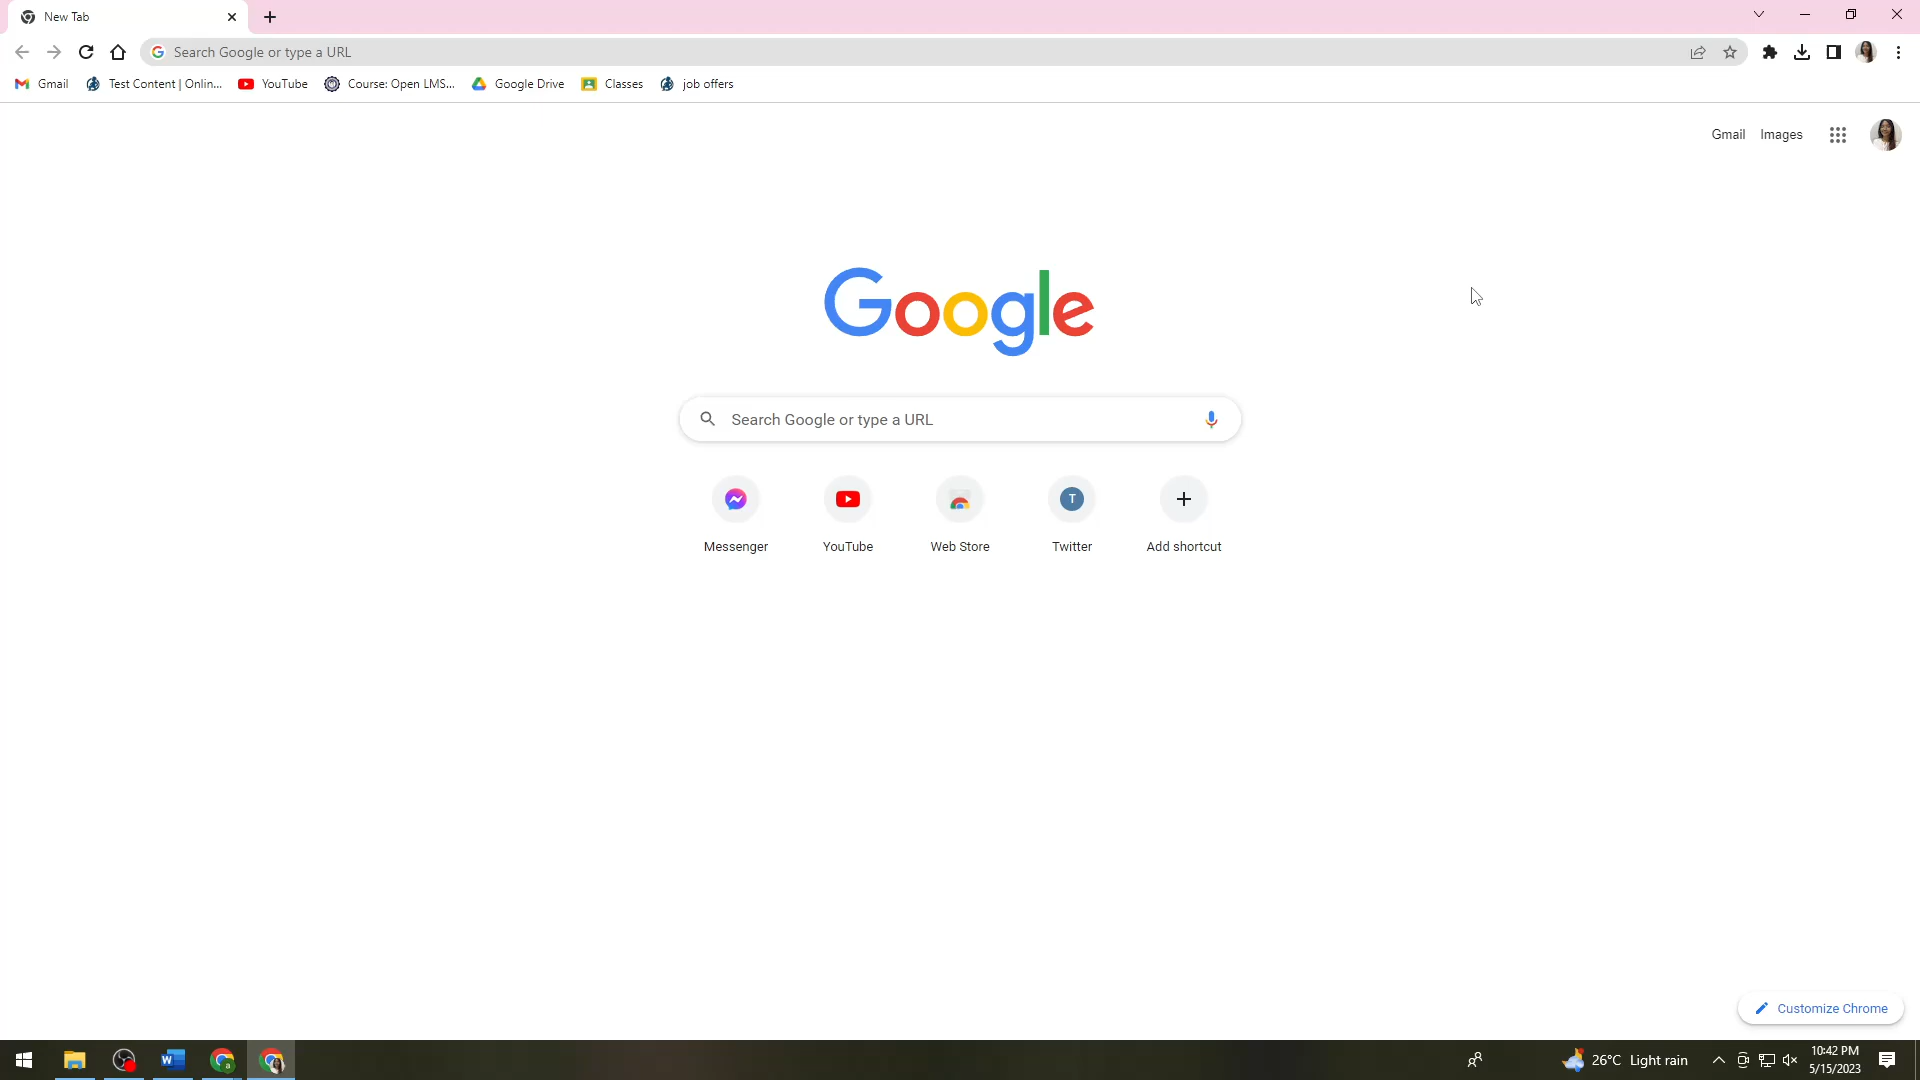 New Tab
Search Google or type a URL
Gmail
Test Content | Onlin...
YouTube
Course: Open LMS...
Google Drive
Classes
job offers
Gmail
Images
Google
Search Google or type a URL
Messenger
YouTube
Web Store
T
Twitter
Add shortcut
Customize Chrome
W
a
26°C Light rain
10:42 PM
5/15/2023